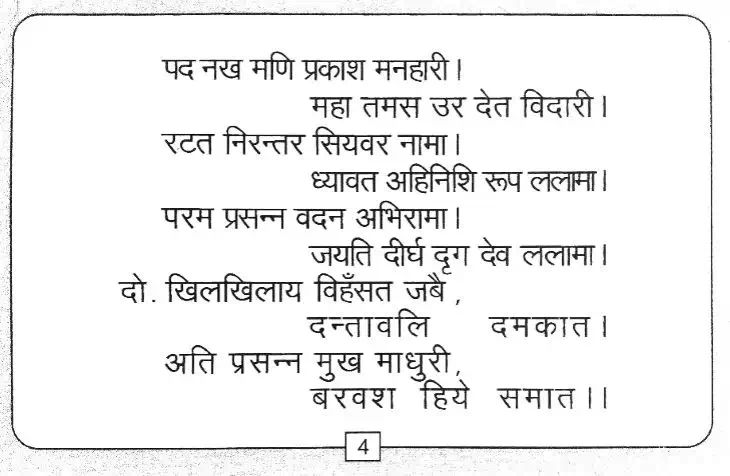 पद नख मणि प्रकाश मनहारी।
महा तमस उर देत विदारी।
रटत निरन्तर सियवर नामा।
ध्यावत अहिनिशि रूप ललामा।
परम प्रसन्न वदन अभिरामा।
जयति दीर्घ दृग देव ललामा।
दो. खिलखिलाय विहँसत जबै,
दन्तावलि दमकात।
अति प्रसन्न मुख माधुरी,
बरवश हिये समात।।
4